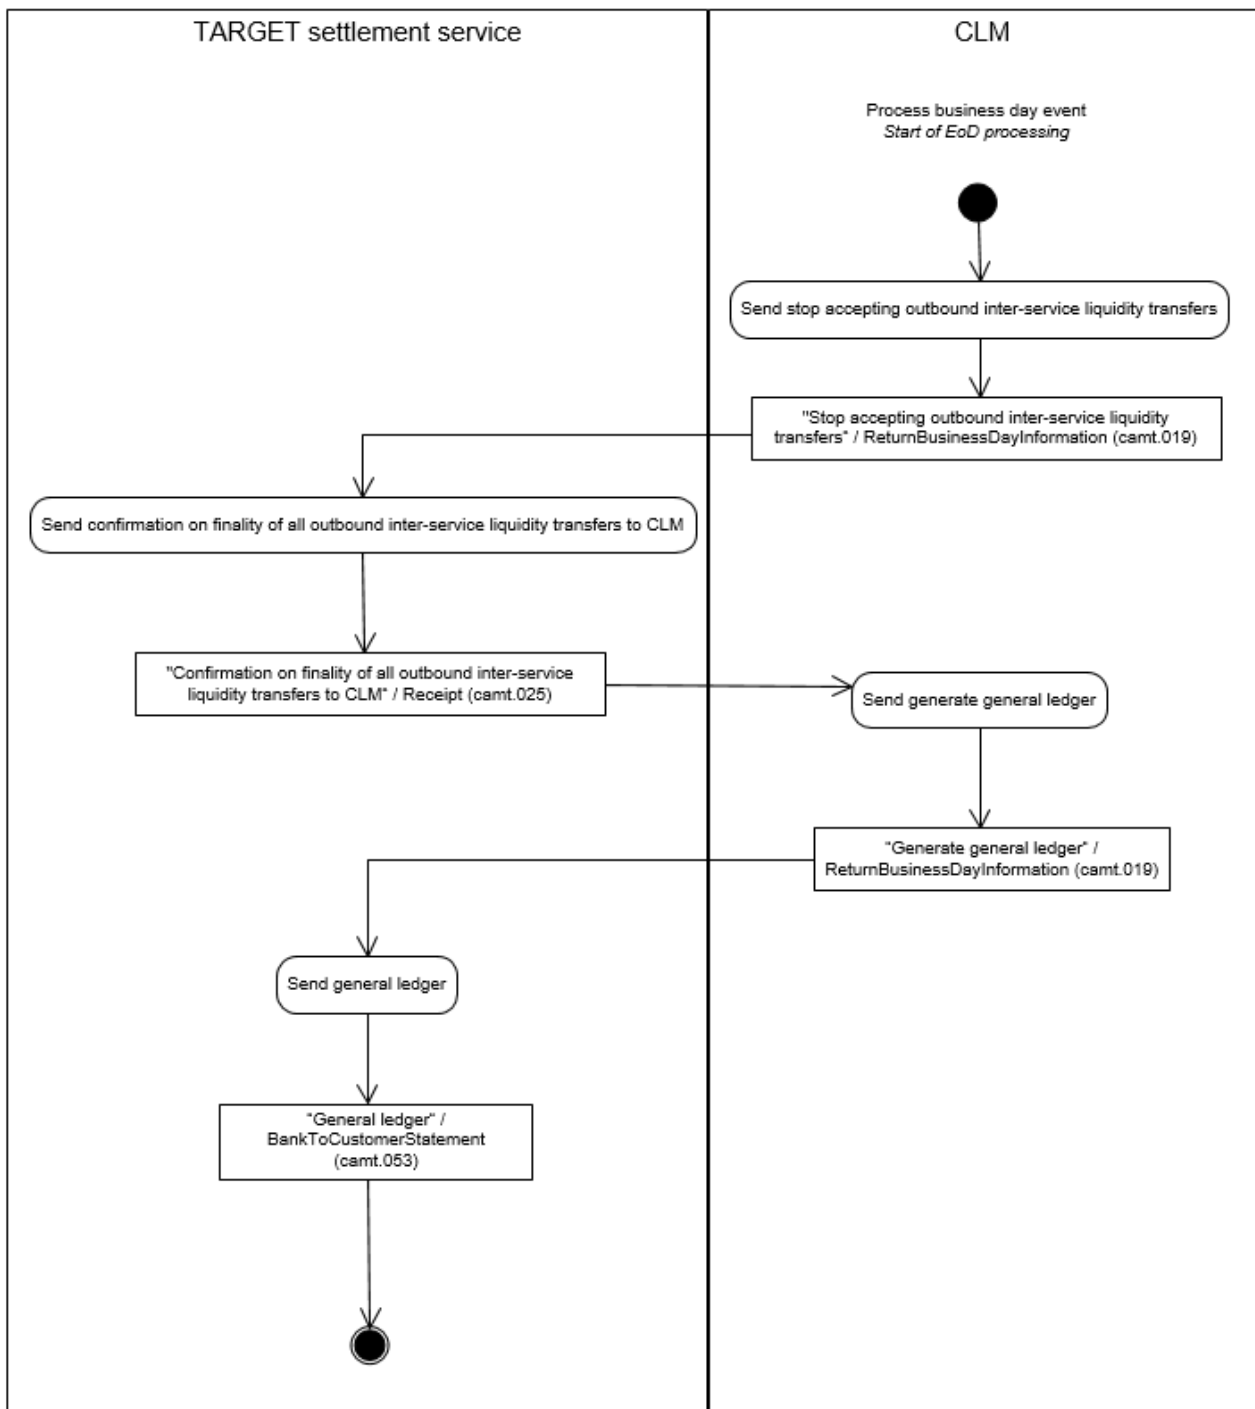 TARGET settlement service
CLM
Process business day event
Start of EoD processing
Send stop accepting outbound inter-service liquidity transfers
"Stop accepting outbound inter-service liquidity
transfers“ / ReturnBusinessDayInformation (camt.019)
Send confirmation on finality of all outbound inter-service liquidity transfers to CLM
"Confirmation on finality of all outbound inter-service
liquidity transfers to CLM“ / Receipt (camt.025)
Send generate general ledger
"Generate general ledger“ /
ReturnBusinessDayInformation (camt.019)
Send general ledger
"General ledger“ /
BankToCustomerStatement
(camt.053)